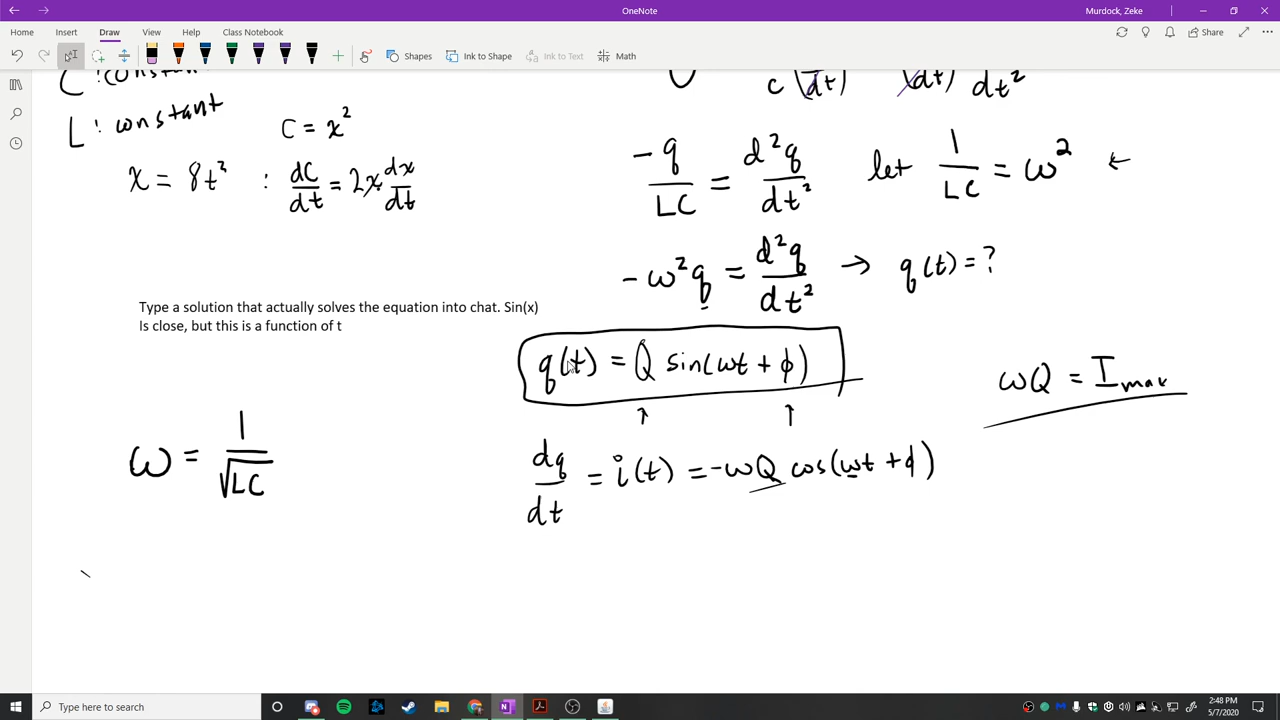 OneNote
Murdock, Zeke
Home Insert Draw View Help Class Notebook
Share
Shapes Ink to Shape Ink to Text Math
C : constan
L : constant
C = x²
x = 8t² : dC/dt = 2x dx/dt
dt²
-q/LC = d²q/dt² let 1/LC = ω² ←
-ω²q = d²q/dt² → q(t) = ?
Type a solution that actually solves the equation into chat. Sin(x)
Is close, but this is a function of t
q(t) = Q sin(ωt + ϕ)
ωQ = Imax
ω = 1/√LC
dq/dt = i(t) = -ωQ cos(ωt + ϕ)
Type here to search
2:48 PM
5/7/2020